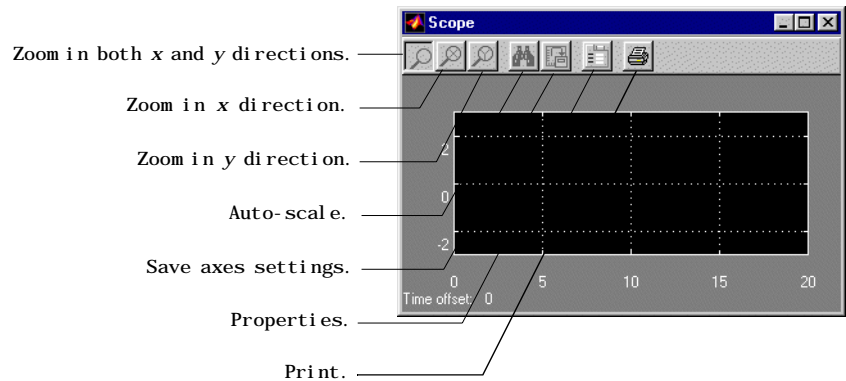 Scope
Zoom in both x and y directions.
Zoom in x direction.
Zoom in y direction.
Auto-scale.
Save axes settings.
Properties.
Print.
2
0
-2
0 5 10 15 20
Time offset: 0